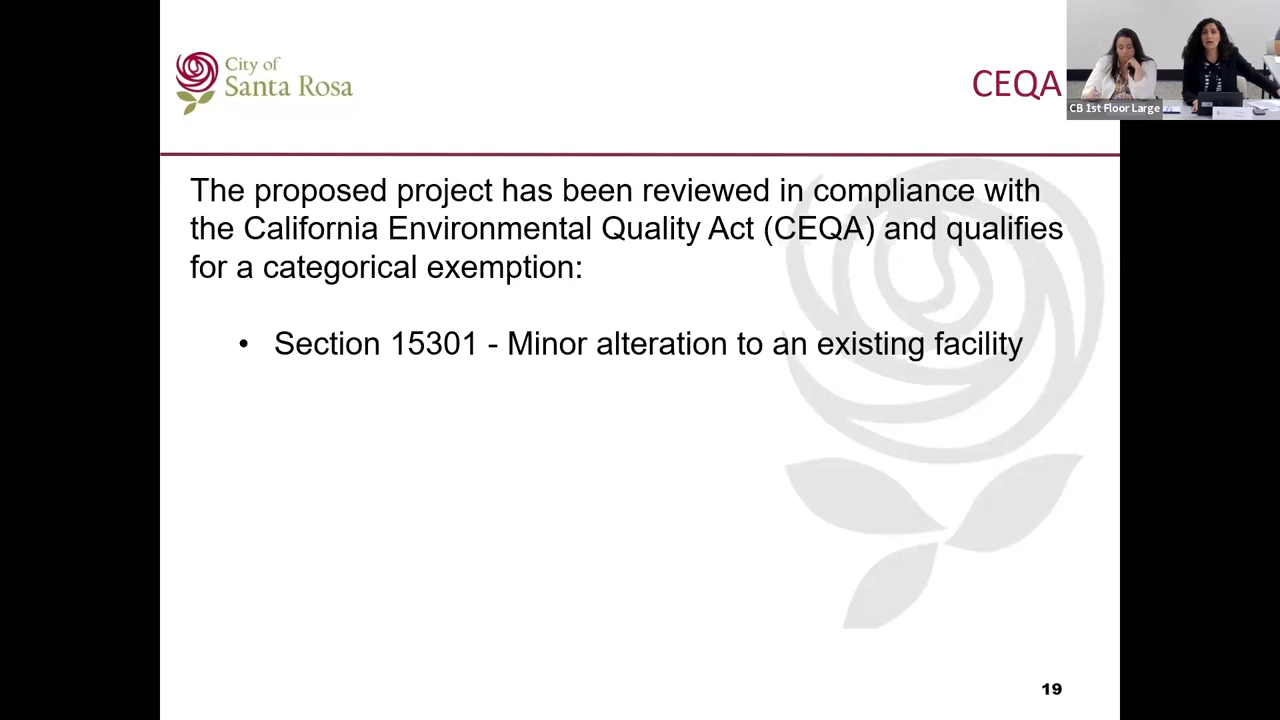 City of
Santa Rosa
CEQA
CB 1st Floor Large
The proposed project has been reviewed in compliance with
the California Environmental Quality Act (CEQA) and qualifies
for a categorical exemption:
• Section 15301 - Minor alteration to an existing facility
19